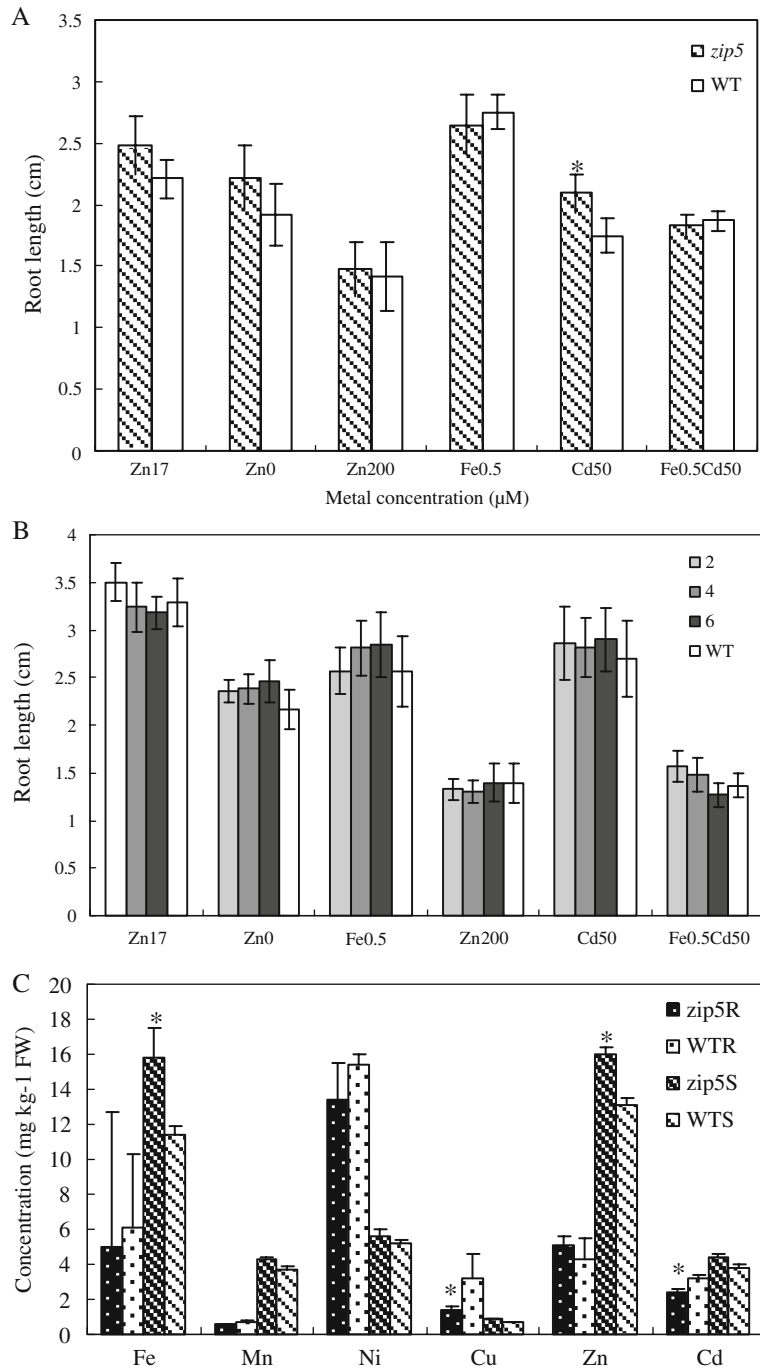 A
3.5
3
2.5
2
1.5
1
0.5
0
Root length (cm)
zip5
WT
*
Zn17 Zn0 Zn200 Fe0.5 Cd50 Fe0.5Cd50
Metal concentration (µM)
B
4
3.5
3
2.5
2
1.5
1
0.5
0
Root length (cm)
2
4
6
WT
Zn17 Zn0 Fe0.5 Zn200 Cd50 Fe0.5Cd50
C
20
18
16
14
12
10
8
6
4
2
0
Concentration (mg kg-1 FW)
zip5R
WTR
zip5S
WTS
* * * *
Fe Mn Ni Cu Zn Cd